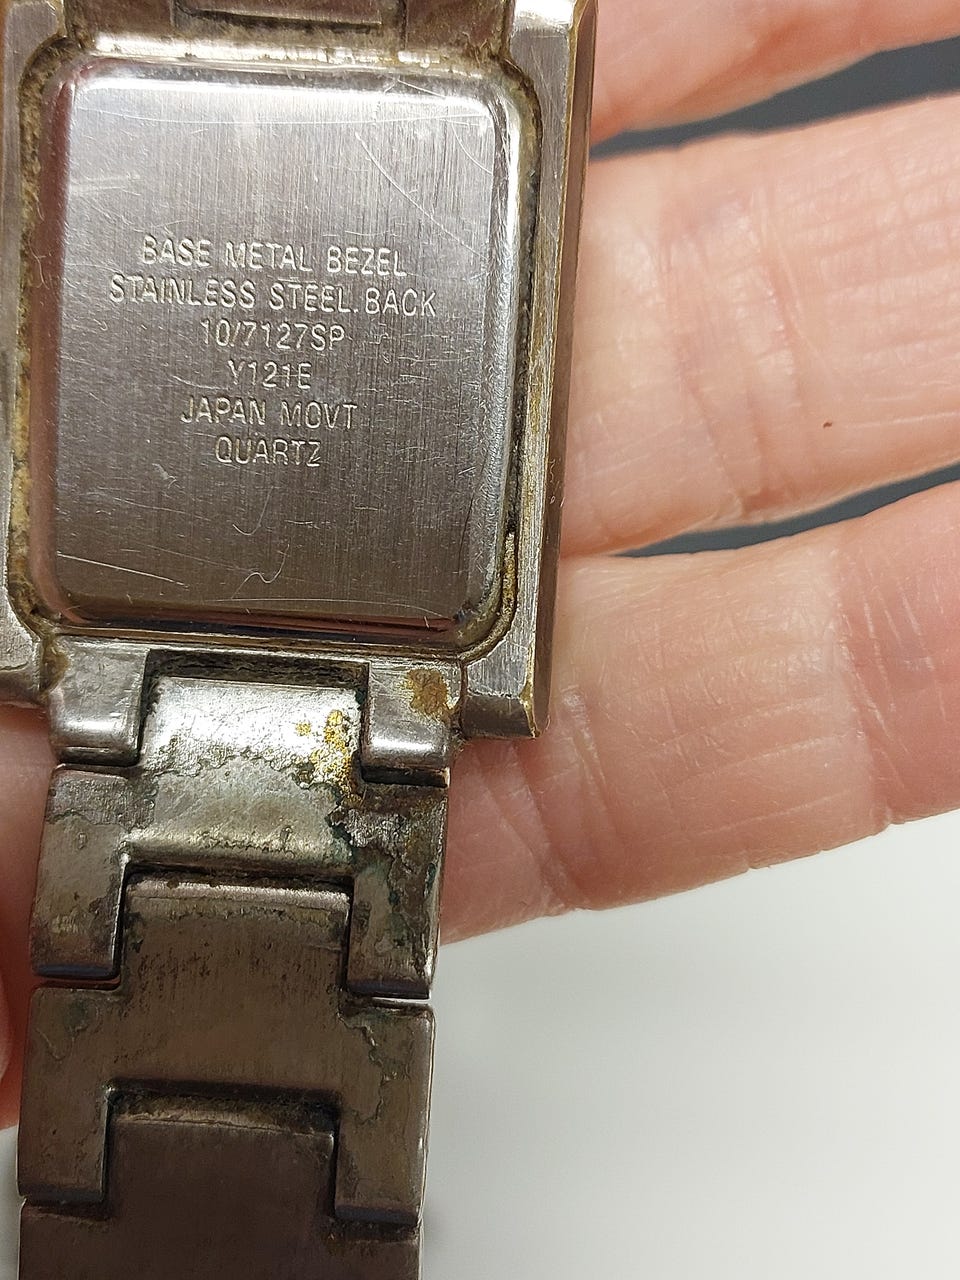 BASE METAL BEZEL
STAINLESS STEEL.BACK
10/7127SP
Y121E
JAPAN MOVT
QUARTZ